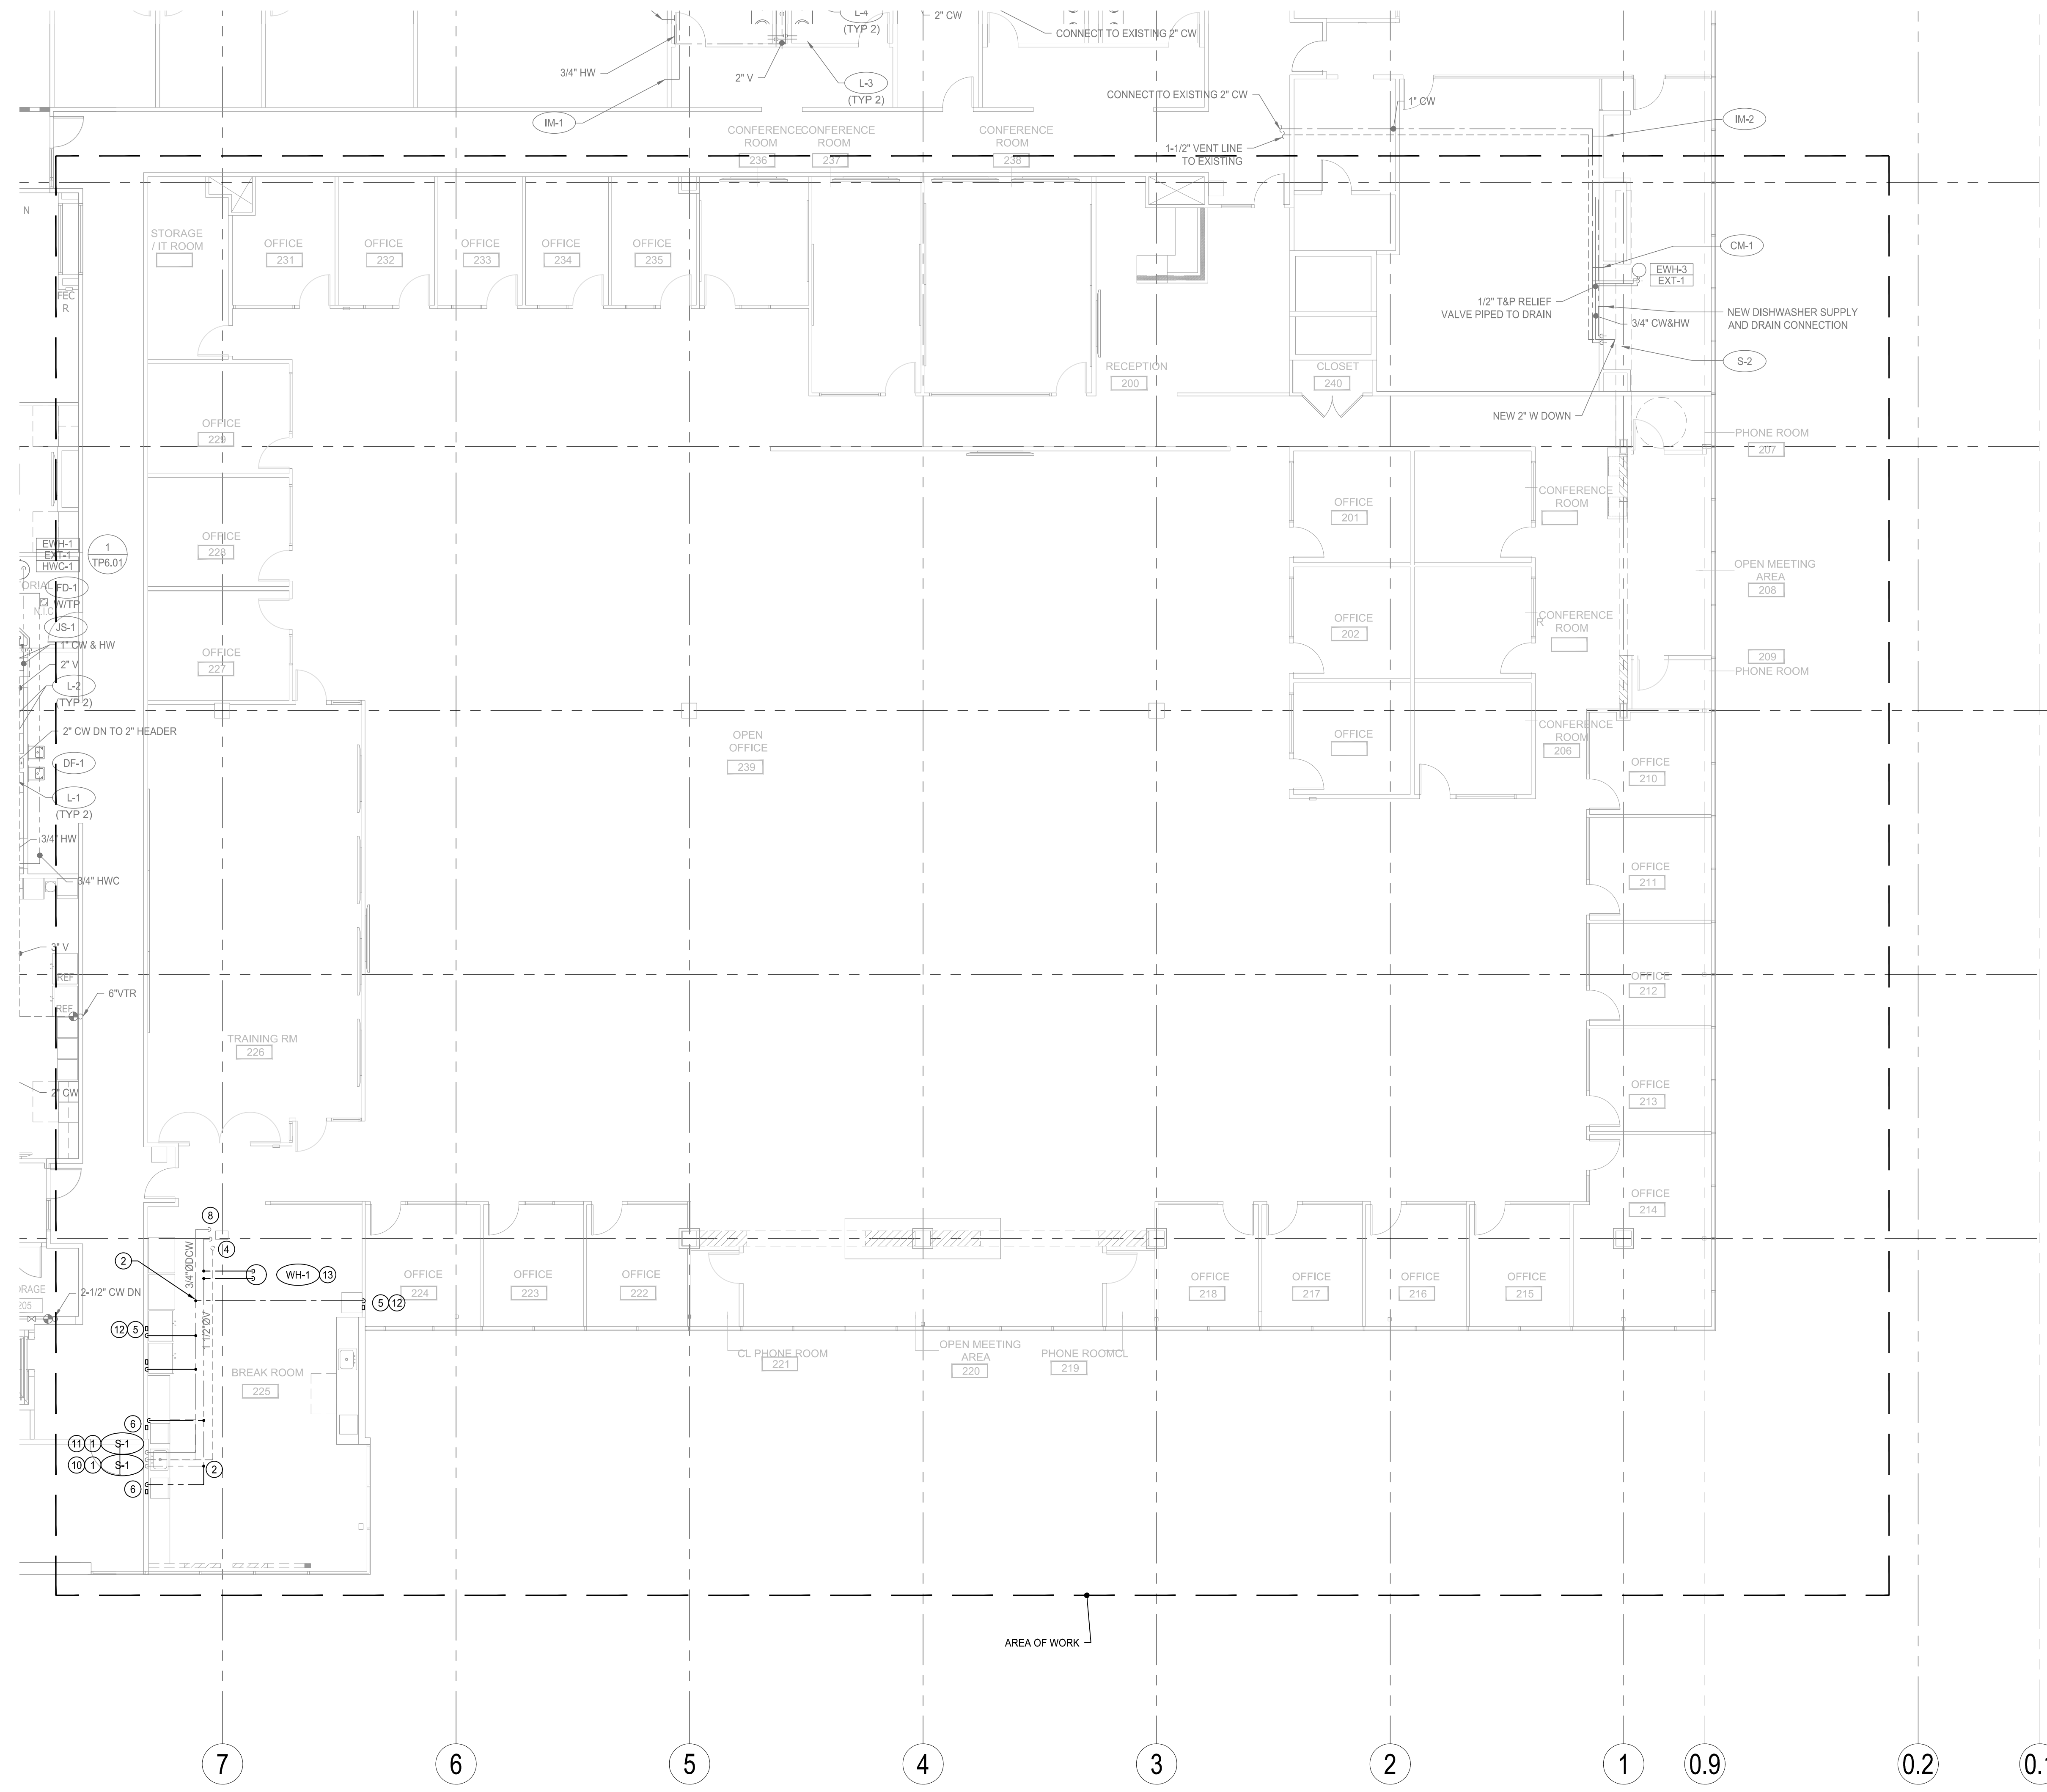 L-4
(TYP 2)
2" CW
CONNECT TO EXISTING 2" CW
3/4" HW
2" V
L-3
(TYP 2)
IM-1
CONNECT TO EXISTING 2" CW
1" CW
IM-2
1-1/2" VENT LINE
TO EXISTING
CONFERENCE
ROOM
236
CONFERENCE
ROOM
237
CONFERENCE
ROOM
238
N
STORAGE
/ IT ROOM
OFFICE
231
OFFICE
232
OFFICE
233
OFFICE
234
OFFICE
235
CM-1
EWH-3
EXT-1
FEC
R
1/2" T&P RELIEF
VALVE PIPED TO DRAIN
3/4" CW&HW
NEW DISHWASHER SUPPLY
AND DRAIN CONNECTION
S-2
RECEPTION
200
CLOSET
240
NEW 2" W DOWN
OFFICE
229
PHONE ROOM
207
OFFICE
201
CONFERENCE
ROOM
OFFICE
228
EWH-1
EXT-1
HWC-1
1
TP6.01
ORIAL
FD-1
N.I.C
W/TP
JS-1
OPEN MEETING
AREA
208
OFFICE
202
CONFERENCE
ROOM
R
1" CW & HW
2" V
OFFICE
227
209
PHONE ROOM
L-2
(TYP 2)
2" CW DN TO 2" HEADER
DF-1
L-1
(TYP 2)
OPEN
OFFICE
239
OFFICE
CONFERENCE
ROOM
206
OFFICE
210
3/4" HW
3/4" HWC
OFFICE
211
3" V
REF
REF
6"VTR
OFFICE
212
TRAINING RM
226
2" CW
OFFICE
213
OFFICE
214
8
4
2
3/4"ØDCW
WH-1
13
2-1/2" CW DN
RAGE
205
5
12
12
5
1 1/2"ØV
OFFICE
224
OFFICE
223
OFFICE
222
OFFICE
218
OFFICE
217
OFFICE
216
OFFICE
215
CL PHONE ROOM
221
OPEN MEETING
AREA
220
PHONE ROOMCL
219
BREAK ROOM
225
6
11
1
S-1
10
1
S-1
2
6
AREA OF WORK
7
6
5
4
3
2
1
0.9
0.2